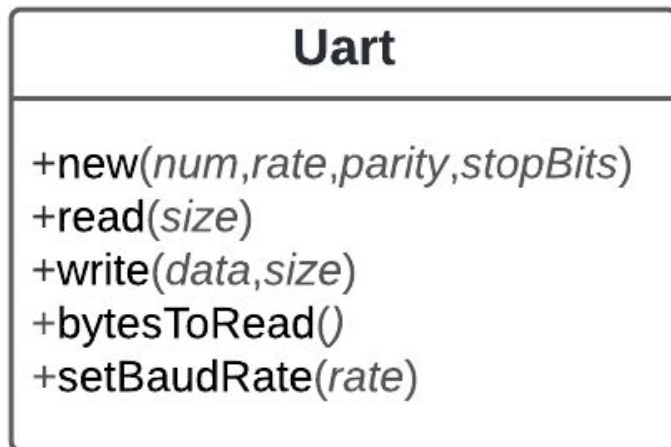 Uart
+new(num,rate,parity,stopBits)
+read(size)
+write(data,size)
+bytesToRead()
+setBaudRate(rate)